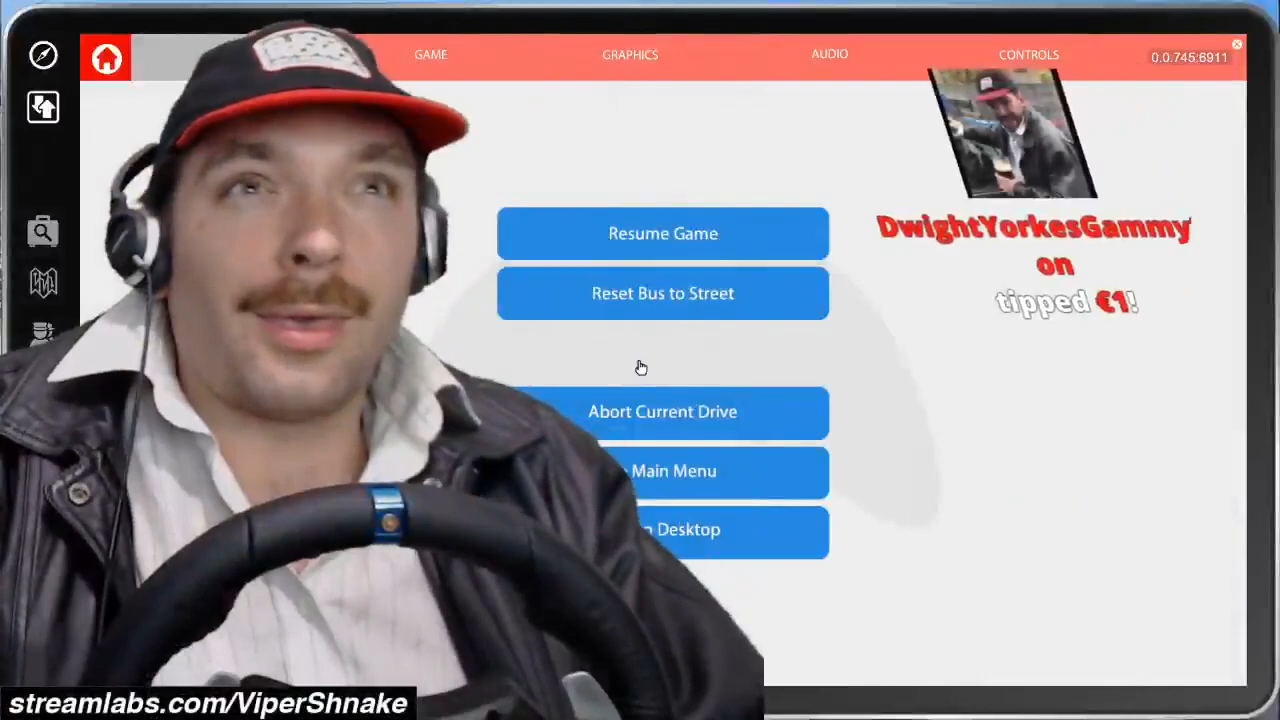 GAME
GRAPHICS
AUDIO
CONTROLS
0.0.745:6911
Resume Game
Reset Bus to Street
Abort Current Drive
Main Menu
Desktop
DwightYorkesGammy
on
tipped €1!
streamlabs.com/ViperShnake